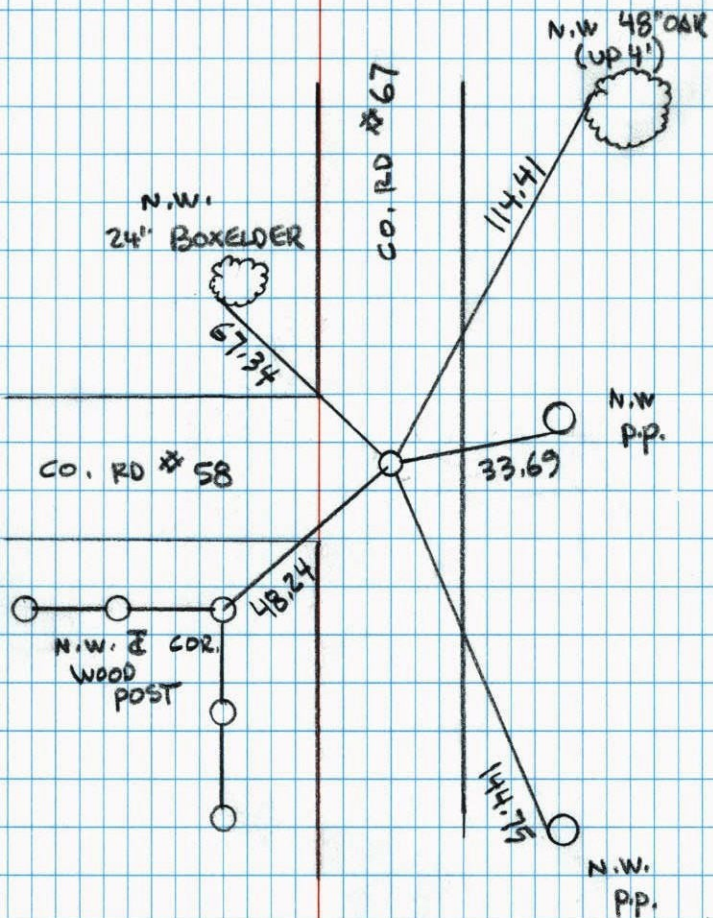 N.W 48" OAK
(UP 4')
CO. RD #67
114.41
N.W.
24" BOXELDER
67.34
N.W
P.P.
33.69
CO. RD # 58
48.24
N.W. ℄ COR.
WOOD
POST
144.75
N.W.
P.P.